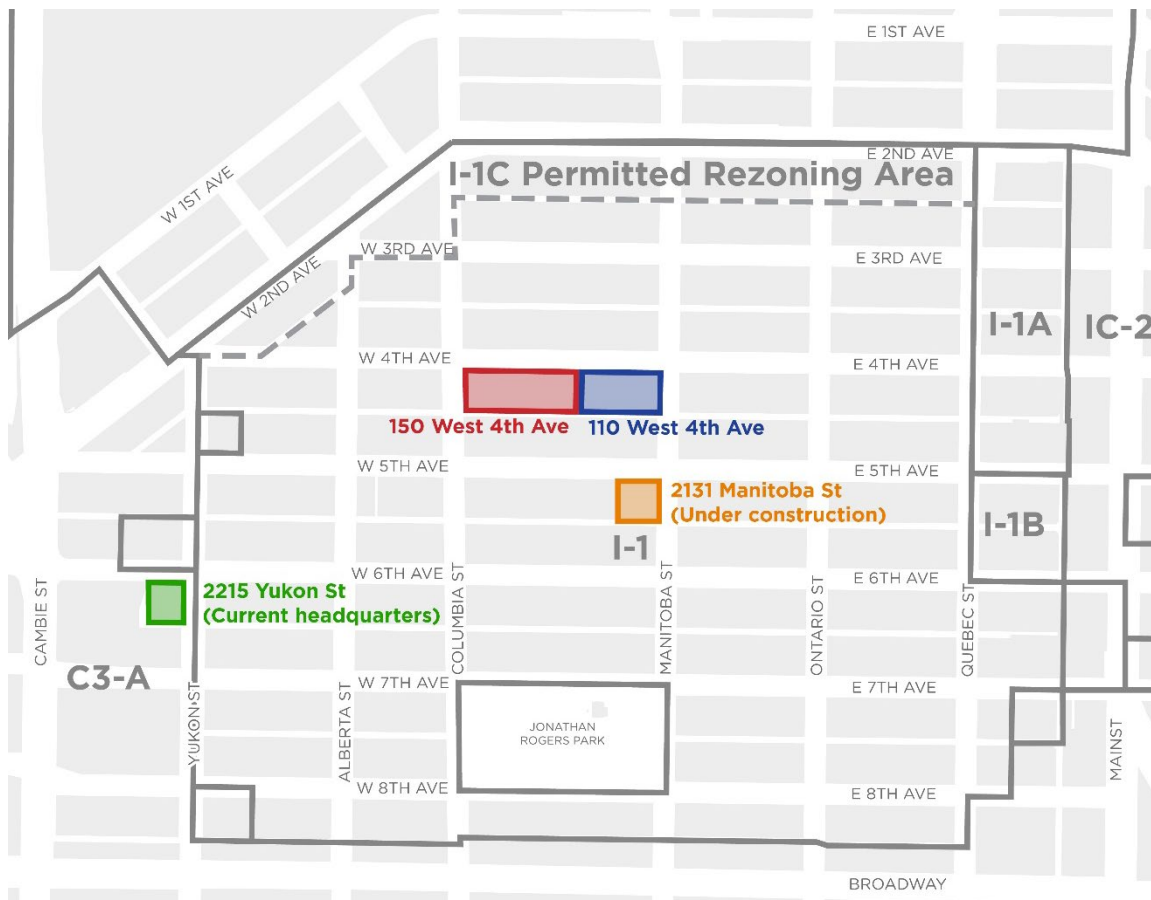 E 1ST AVE
E 2ND AVE
I-1C Permitted Rezoning Area
W 1ST AVE
W 3RD AVE
E 3RD AVE
W 2ND AVE
I-1A
IC-2
W 4TH AVE
E 4TH AVE
150 West 4th Ave
110 West 4th Ave
W 5TH AVE
E 5TH AVE
2131 Manitoba St
(Under construction)
I-1B
I-1
W 6TH AVE
E 6TH AVE
2215 Yukon St
(Current headquarters)
CAMBIE ST
COLUMBIA ST
MANITOBA ST
ONTARIO ST
QUEBEC ST
C3-A
W 7TH AVE
E 7TH AVE
YUKON ST
ALBERTA ST
JONATHAN
ROGERS PARK
MAINST
W 8TH AVE
E 8TH AVE
BROADWAY